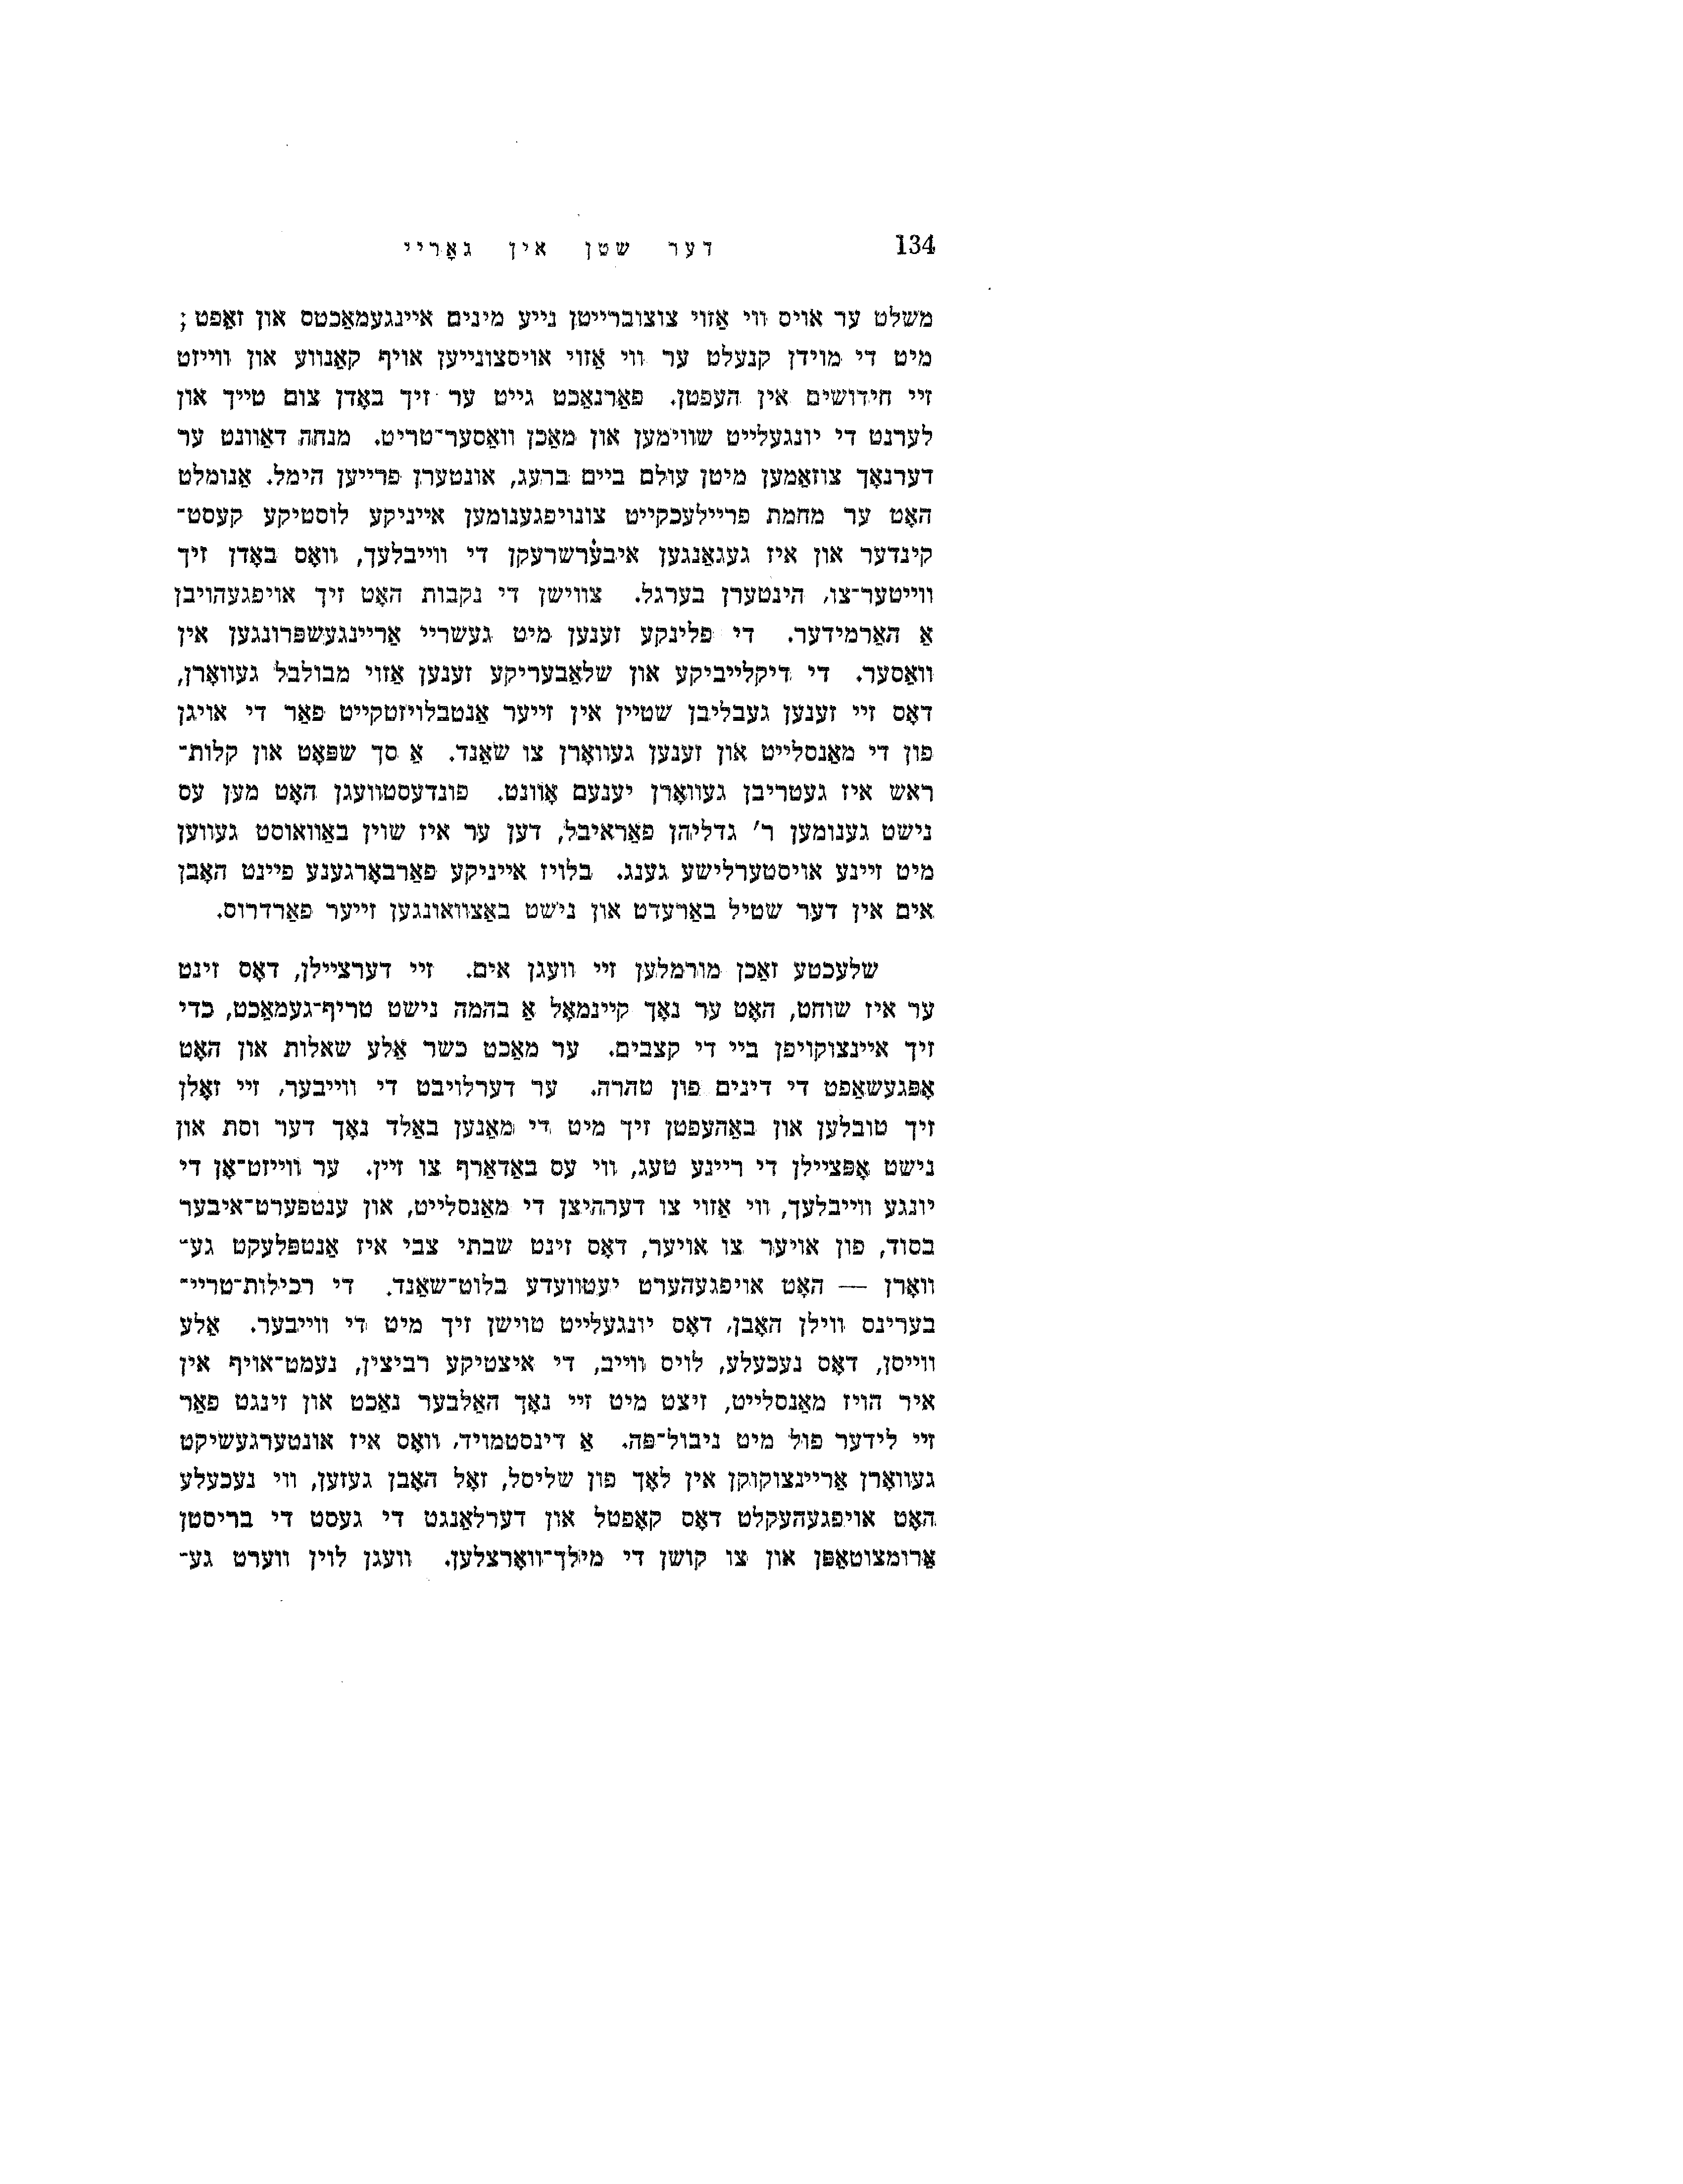 134 דער שטן אין גאָריי
משלט ער אויס ווי אַזוי צוצוברייטן נייע מינים איינגעמאַכטס און זאַפט;
מיט די מוידן קנעלט ער ווי אַזוי אויסצונייען אויף קאַנווע און ווייזט
זיי חידושים אין העפטן. פאַרנאַכט גייט ער זיך באָדן צום טייך און
לערנט די יונגעלייט שווימען און מאַכן וואַסער־טריט. מנחה דאַוונט ער
דערנאָך צוזאַמען מיטן עולם ביים ברעג, אונטערן פרייען הימל. אַנומלט
האָט ער מחמת פריילעכקייט צונויפגענומען אייניקע לוסטיקע קעסט־
קינדער און איז געגאַנגען איבערשרעקן די ווייבלעך, וואָס באָדן זיך
ווייטער־צו, הינטערן בערגל. צווישן די נקבות האָט זיך אויפגעהויבן
אַ האַרמידער. די פלינקע זענען מיט געשריי אַריינגעשפּרונגען אין
וואַסער. די דיקלייביקע און שלאַבעריקע זענען אַזוי מבולבל געוואָרן,
דאָס זיי זענען געבליבן שטיין אין זייער אַנטבלויזטקייט פאַר די אויגן
פון די מאַנסלייט און זענען געוואָרן צו שאַנד. אַ סך שפּאָט און קלות־
ראש איז געטריבן געוואָרן יענעם אָוונט. פונדעסטוועגן האָט מען עס
נישט גענומען ר' גדליהן פאַראיבל, דען ער איז שוין באַוואוסט געווען
מיט זיינע אויסטערלישע גענג. בלויז אייניקע פאַרבאָרגענע פיינט האָבן
אים אין דער שטיל באַרעדט און נישט באַצוואונגען זייער פאַרדרוס.
שלעכטע זאַכן מורמלען זיי וועגן אים. זיי דערציילן, דאָס זינט
ער איז שוחט, האָט ער נאָך קיינמאָל אַ בהמה נישט טריף־געמאַכט, כדי
זיך איינצוקויפן ביי די קצבים. ער מאַכט כשר אַלע שאלות און האָט
אָפּגעשאַפט די דינים פון טהרה. ער דערלויבט די ווייבער, זיי זאָלן
זיך טובלען און באַהעפטן זיך מיט די מאַנען באַלד נאָך דער וסת און
נישט אָפּציילן די ריינע טעג, ווי עס באַדאַרף צו זיין. ער ווייזט־אָן די
יונגע ווייבלעך, ווי אַזוי צו דערהיצן די מאַנסלייט, און ענטפערט־איבער
בסוד, פון אויער צו אויער, דאָס זינט שבתי צבי איז אַנטפּלעקט גע־
וואָרן — האָט אויפגעהערט יעטוועדע בלוט־שאַנד. די רכילות־טריי־
בערינס ווילן האָבן, דאָס יונגעלייט טוישן זיך מיט די ווייבער. אַלע
ווייסן, דאָס נעכעלע, לויס ווייב, די איצטיקע רביצין, נעמט־אויף אין
איר הויז מאַנסלייט, זיצט מיט זיי נאָך האַלבער נאַכט און זינגט פאַר
זיי לידער פול מיט ניבול־פּה. אַ דינסטמויד, וואָס איז אונטערגעשיקט
געוואָרן אַריינצוקוקן אין לאָך פון שליסל, זאָל האָבן געזען, ווי נעכעלע
האָט אויפגעהעקלט דאָס קאָפטל און דערלאַנגט די געסט די בריסטן
אַרומצוטאַפּן און צו קושן די מילך־וואָרצלען. וועגן לוין ווערט גע־